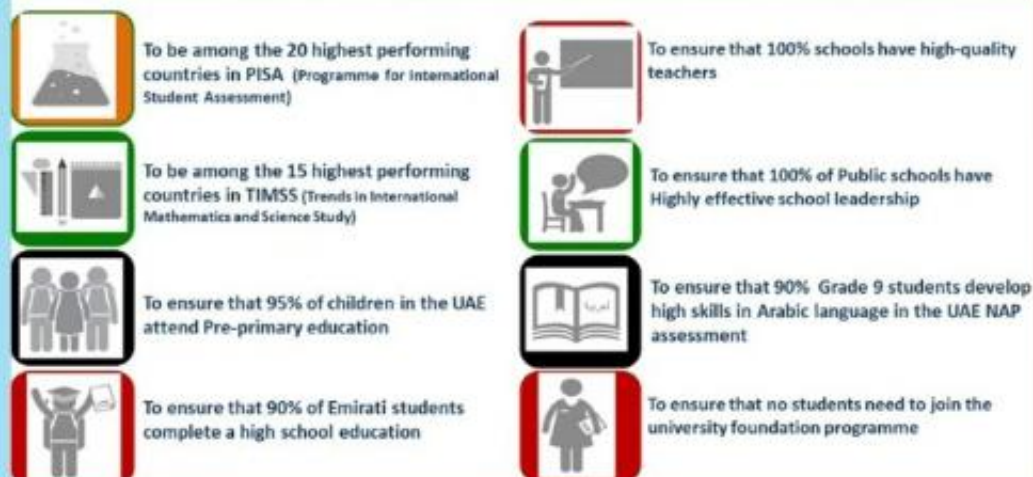 To be among the 20 highest performing
countries in PISA (Programme for International
Student Assessment)
To be among the 15 highest performing
countries in TIMSS (Trends in International
Mathematics and Science Study)
To ensure that 95% of children in the UAE
attend Pre-primary education
To ensure that 90% of Emirati students
complete a high school education
To ensure that 100% schools have high-quality
teachers
To ensure that 100% of Public schools have
Highly effective school leadership
To ensure that 90% Grade 9 students develop
high skills in Arabic language in the UAE NAP
assessment
To ensure that no students need to join the
university foundation programme